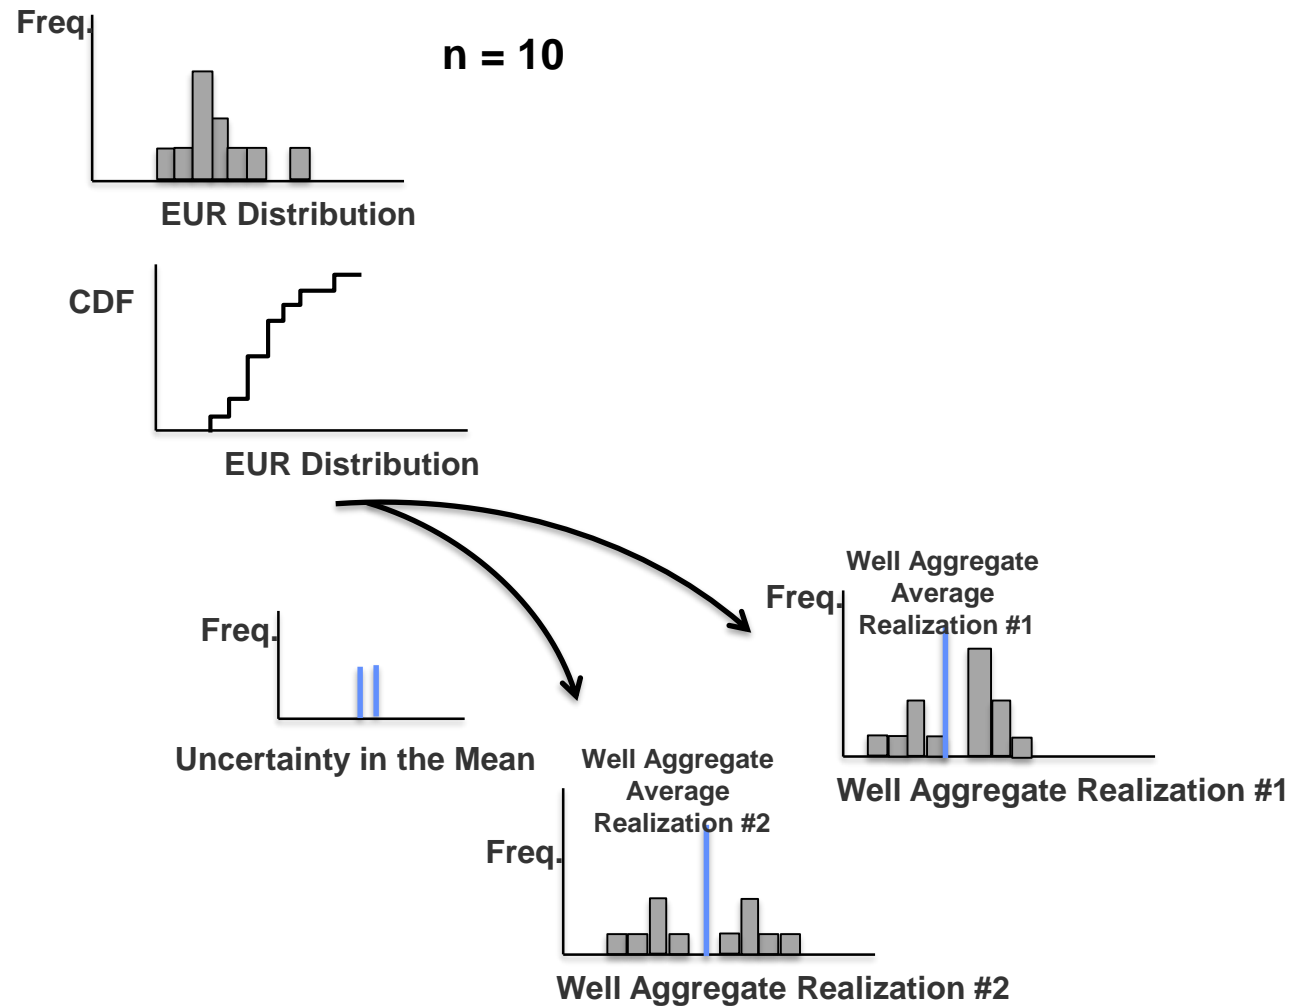 Freq.
n = 10
EUR Distribution
CDF
EUR Distribution
Well Aggregate
Average
Realization #1
Freq.
Freq.
Uncertainty in the Mean
Well Aggregate
Average
Realization #2
Well Aggregate Realization #1
Freq.
Well Aggregate Realization #2